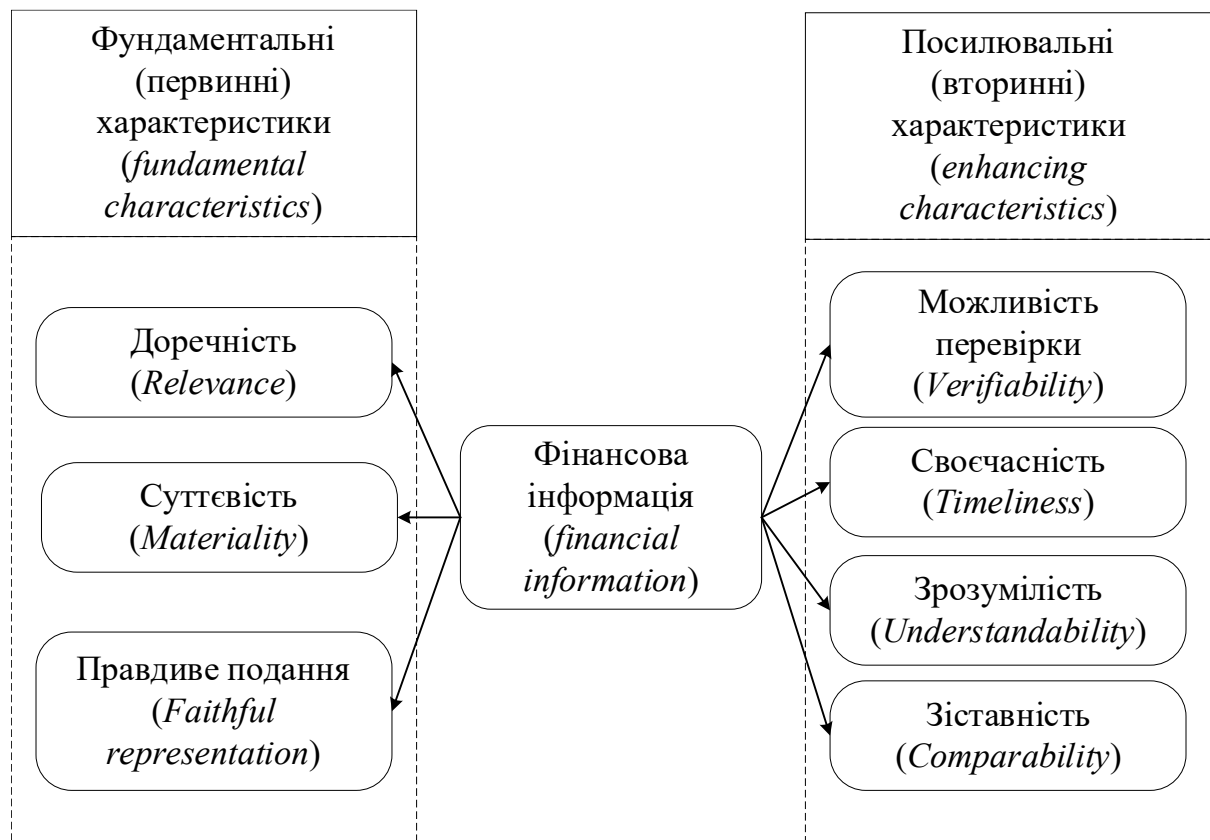 Фундаментальні
(первинні)
характеристики
(fundamental
characteristics)
Доречність
(Relevance)
Суттєвість
(Materiality)
Правдиве подання
(Faithful
representation)
Фінансова
інформація
(financial
information)
Посилювальні
(вторинні)
характеристики
(enhancing
characteristics)
Можливість
перевірки
(Verifiability)
Своєчасність
(Timeliness)
Зрозумілість
(Understandability)
Зіставність
(Comparability)